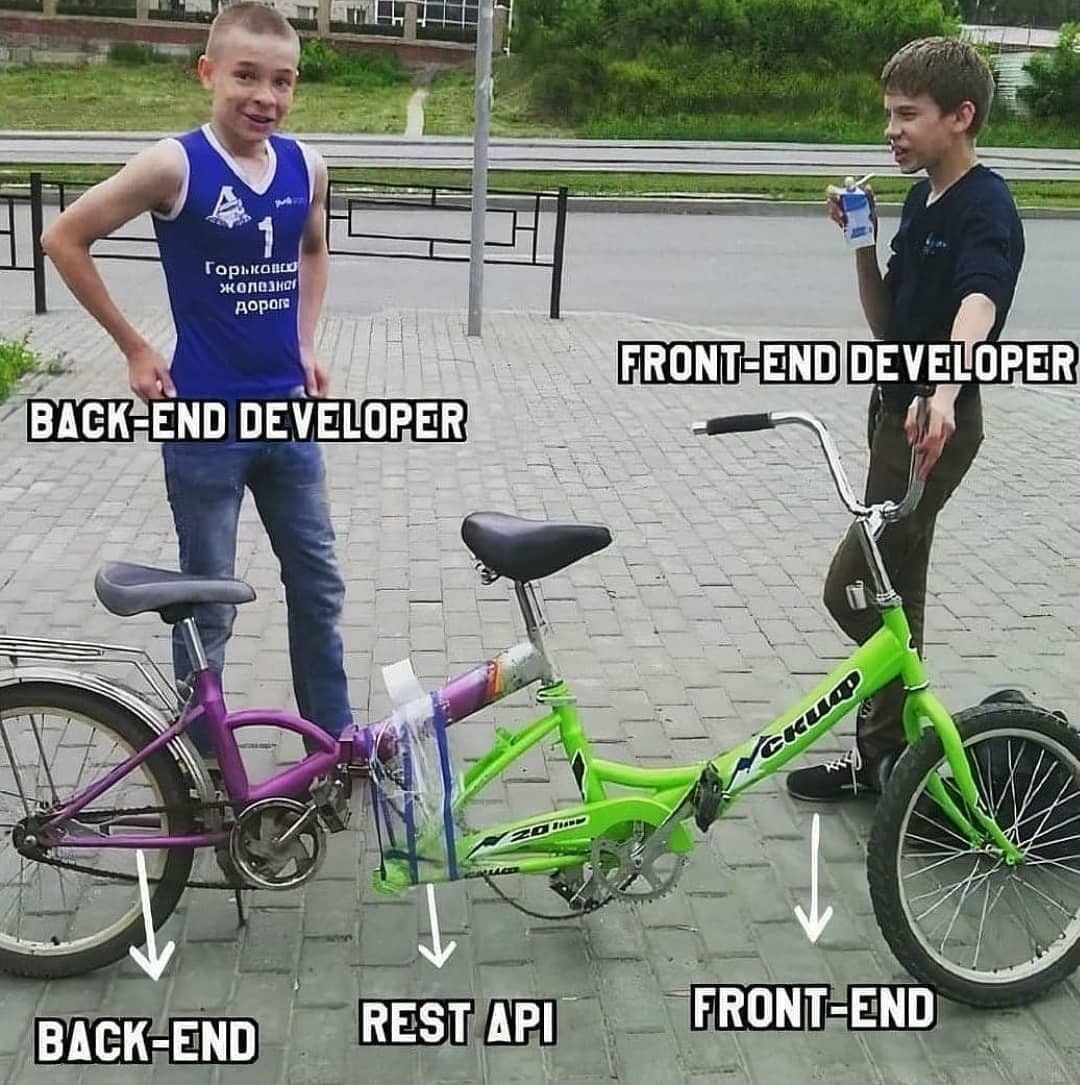 1
Горьковская
железная
дорога
FRONT-END DEVELOPER
BACK-END DEVELOPER
скиф
20
BACK-END
REST API
FRONT-END